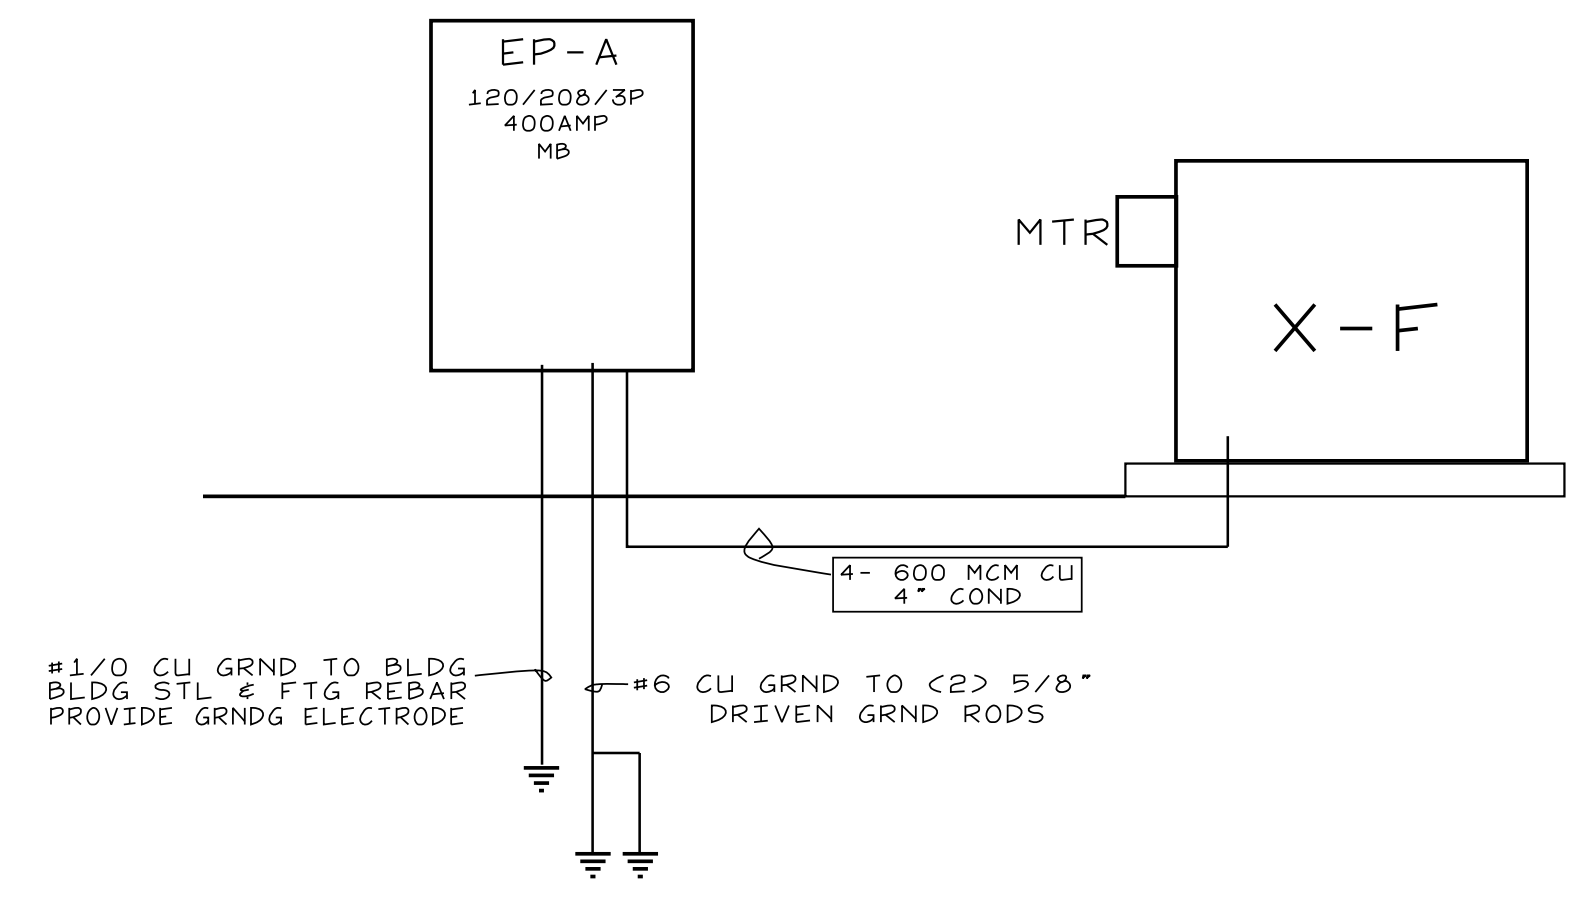 EP-A
120/208/3P
400AMP
MB
MTR
X-F
4- 600 MCM CU
4" COND
#1/0 CU GRND TO BLDG
BLDG STL & FTG REBAR
PROVIDE GRNDG ELECTRODE
#6 CU GRND TO (2) 5/8"
DRIVEN GRND RODS